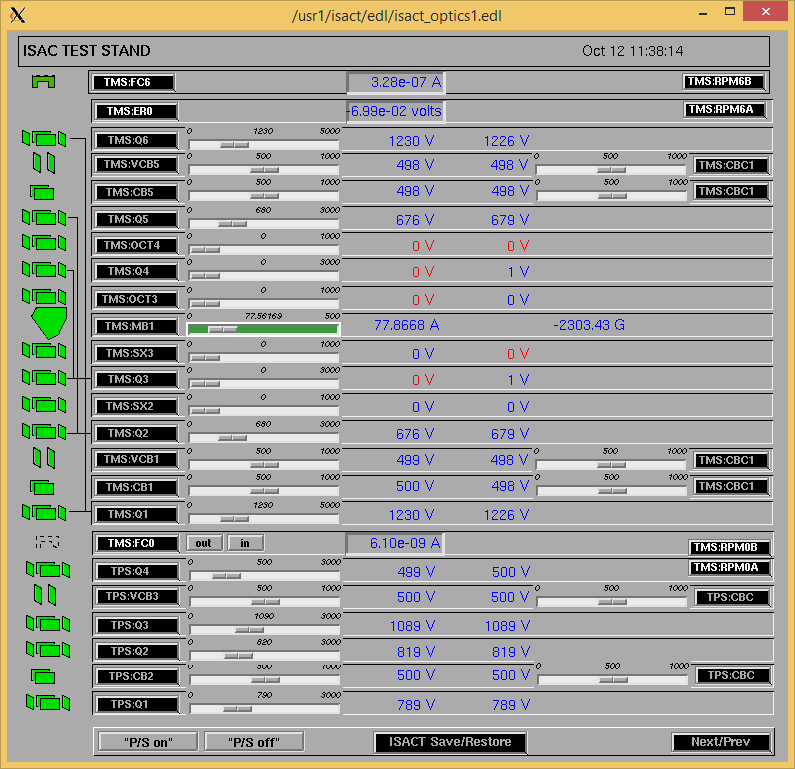 /usr1/isact/edl/isact_optics1.edl
ISAC TEST STAND Oct 12 11:38:14
TMS:FC6 3.28e-07 A TMS:RPM6B
TMS:ER0 -6.99e-02 volts TMS:RPM6A
0 1230 5000
TMS:Q6 1230 V 1226 V
0 500 1000 0 500 1000
TMS:VCB5 498 V 498 V TMS:CBC1
0 500 1000 0 500 1000
TMS:CB5 498 V 498 V TMS:CBC1
0 680 3000
TMS:Q5 676 V 679 V
0 0 1000
TMS:OCT4 0 V 0 V
0 0 3000
TMS:Q4 0 V 1 V
0 0 1000
TMS:OCT3 0 V 0 V
0 77.56169 500
TMS:MB1 77.8668 A -2303.43 G
0 0 1000
TMS:SX3 0 V 0 V
0 0 3000
TMS:Q3 0 V 1 V
0 0 1000
TMS:SX2 0 V 0 V
0 680 3000
TMS:Q2 676 V 679 V
0 500 1000 0 500 1000
TMS:VCB1 499 V 498 V TMS:CBC1
0 500 1000 0 500 1000
TMS:CB1 500 V 498 V TMS:CBC1
0 1230 5000
TMS:Q1 1230 V 1226 V
TMS:FC0 out in 6.10e-09 A TMS:RPM0B
0 500 3000
TPS:Q4 499 V 500 V TMS:RPM0A
0 500 1000 0 500 1000
TPS:VCB3 500 V 500 V TPS:CBC
0 1090 3000
TPS:Q3 1089 V 1089 V
0 820 3000
TPS:Q2 819 V 819 V
0 500 1000 0 500 1000
TPS:CB2 500 V 500 V TPS:CBC
0 790 3000
TPS:Q1 789 V 789 V
"P/S on" "P/S off" ISACT Save/Restore Next/Prev